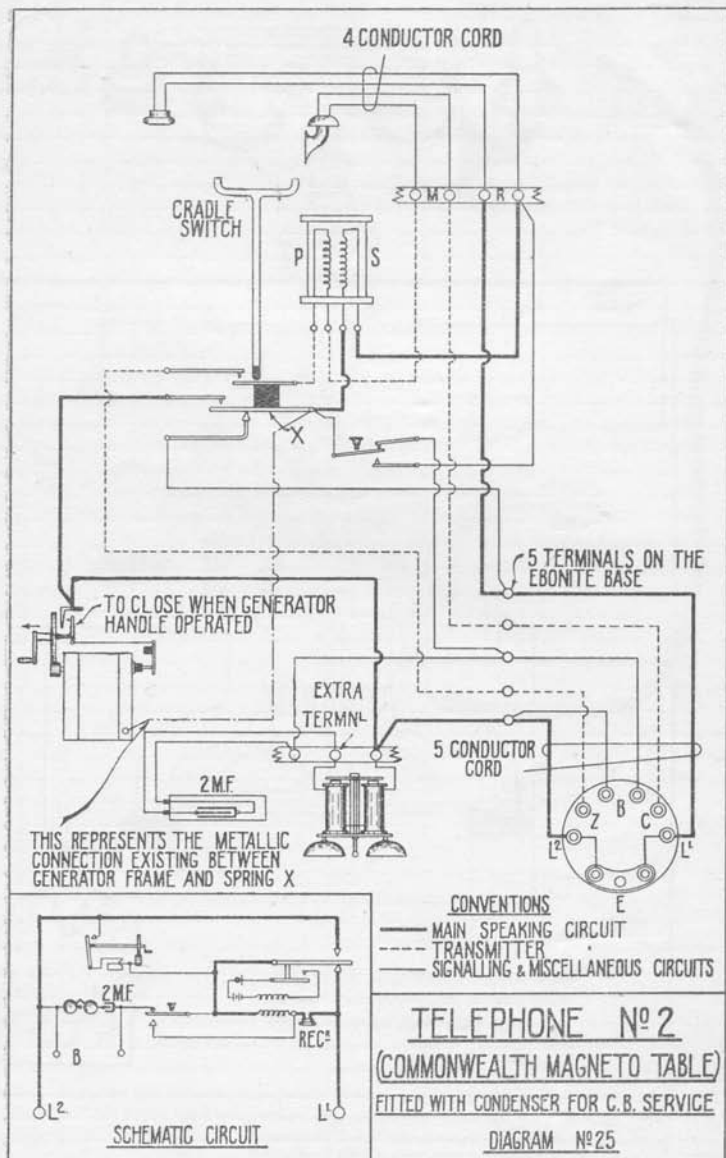 4 CONDUCTOR CORD
CRADLE
SWITCH
M
R
P
S
X
5 TERMINALS ON THE
EBONITE BASE
TO CLOSE WHEN GENERATOR
HANDLE OPERATED
EXTRA
TERMNL
5 CONDUCTOR
CORD
2 M.F.
Z
B
C
L2
L1
E
THIS REPRESENTS THE METALLIC
CONNECTION EXISTING BETWEEN
GENERATOR FRAME AND SPRING X
CONVENTIONS
MAIN SPEAKING CIRCUIT
TRANSMITTER "
SIGNALLING & MISCELLANEOUS CIRCUITS
2 M.F.
B
RECR
L2
L1
SCHEMATIC CIRCUIT
TELEPHONE Nº 2
(COMMONWEALTH MAGNETO TABLE)
FITTED WITH CONDENSER FOR C.B. SERVICE
DIAGRAM Nº 25